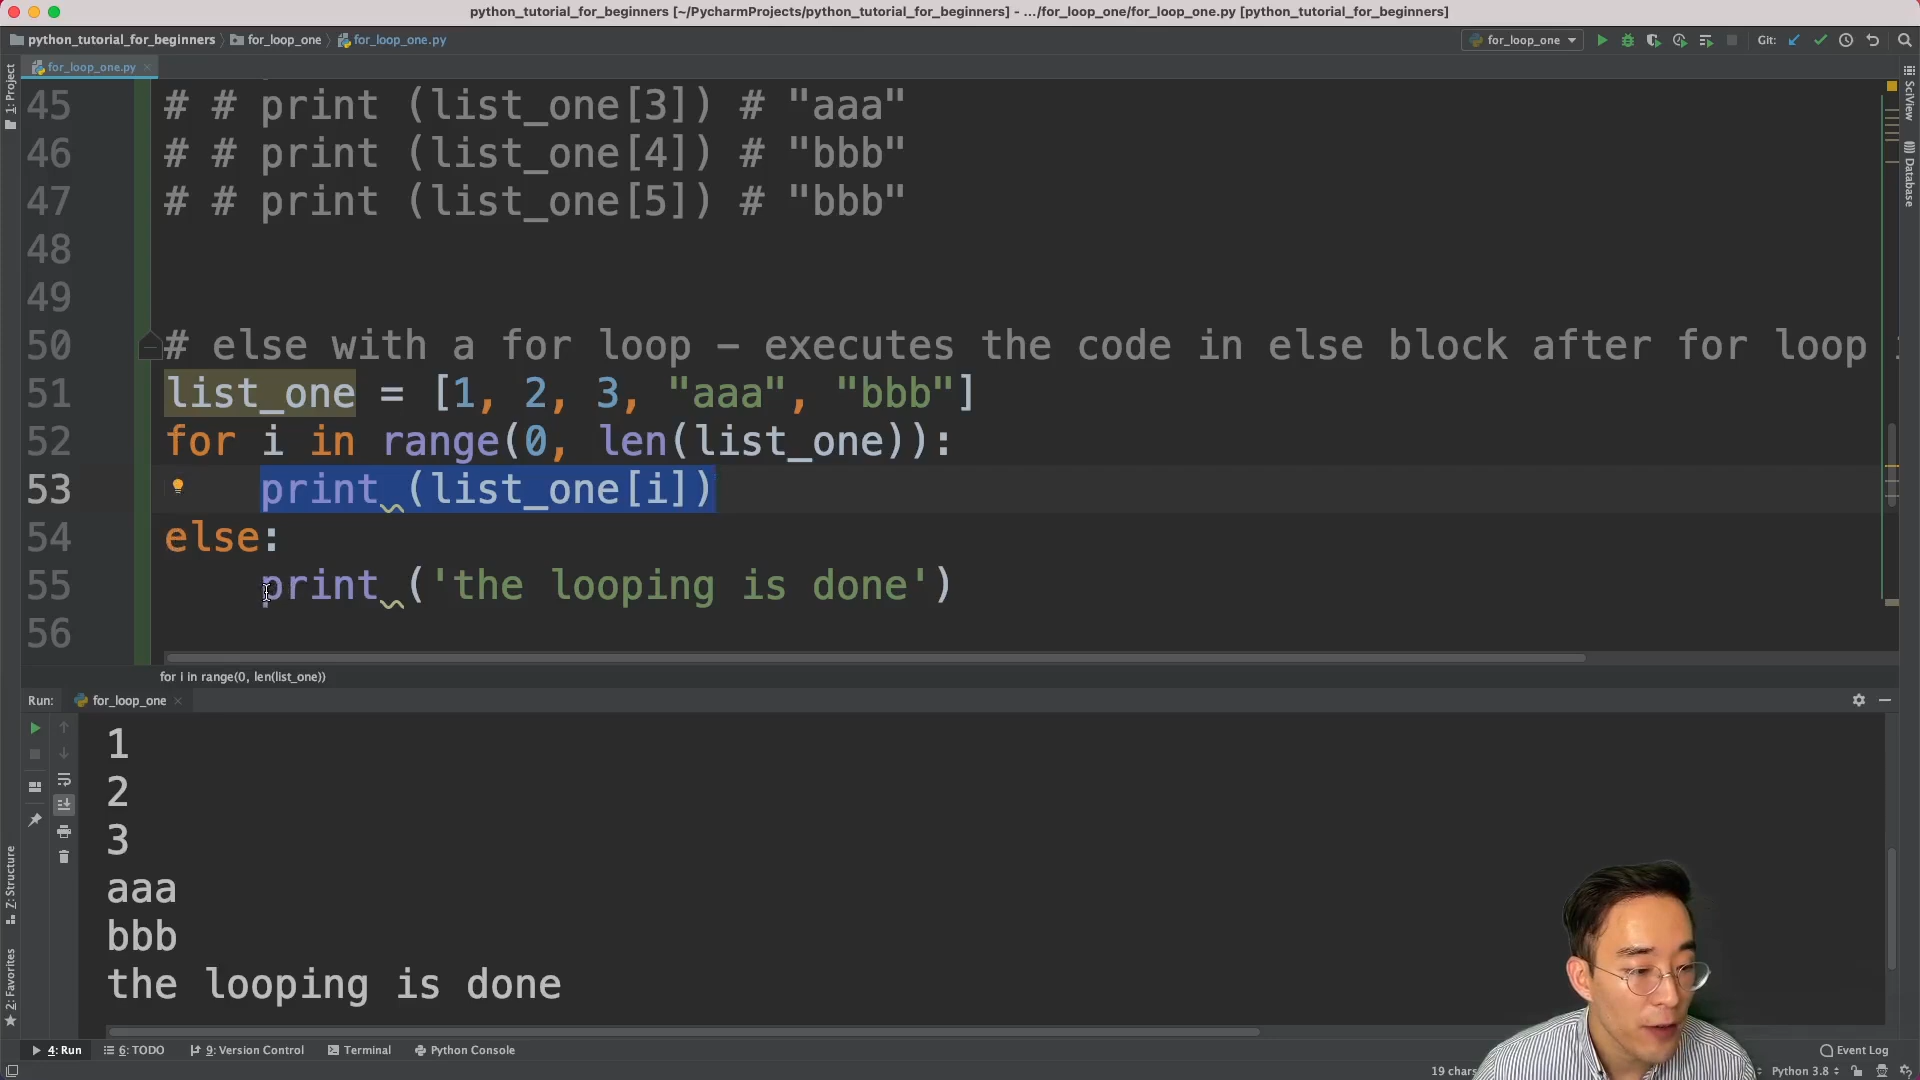 python_tutorial_for_beginners [~/PycharmProjects/python_tutorial_for_beginners] - .../for_loop_one/for_loop_one.py [python_tutorial_for_beginners]
python_tutorial_for_beginners for_loop_one for_loop_one.py for_loop_one Git:
for_loop_one.py
1: Project
SciView
Database
45 # # print (list_one[3]) # "aaa"
46 # # print (list_one[4]) # "bbb"
47 # # print (list_one[5]) # "bbb"
48
49
50 # else with a for loop – executes the code in else block after for loop
51 list_one = [1, 2, 3, "aaa", "bbb"]
52 for i in range(0, len(list_one)):
53 print (list_one[i])
54 else:
55 print ('the looping is done')
56
for i in range(0, len(list_one))
Run: for_loop_one
1
2
3
aaa
bbb
the looping is done
Z: Structure
2: Favorites
4: Run 6: TODO 9: Version Control Terminal Python Console Event Log
19 chars Python 3.8